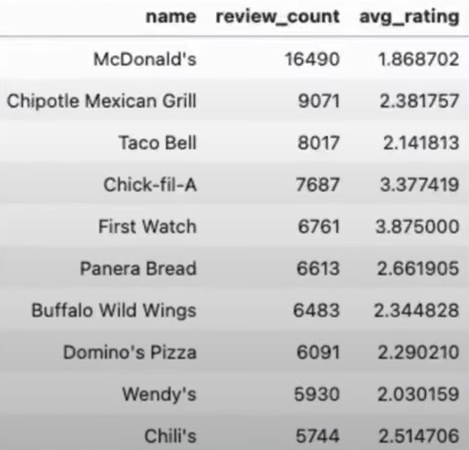 name review_count avg_rating
McDonald's 16490 1.868702
Chipotle Mexican Grill 9071 2.381757
Taco Bell 8017 2.141813
Chick-fil-A 7687 3.377419
First Watch 6761 3.875000
Panera Bread 6613 2.661905
Buffalo Wild Wings 6483 2.344828
Domino's Pizza 6091 2.290210
Wendy's 5930 2.030159
Chili's 5744 2.514706